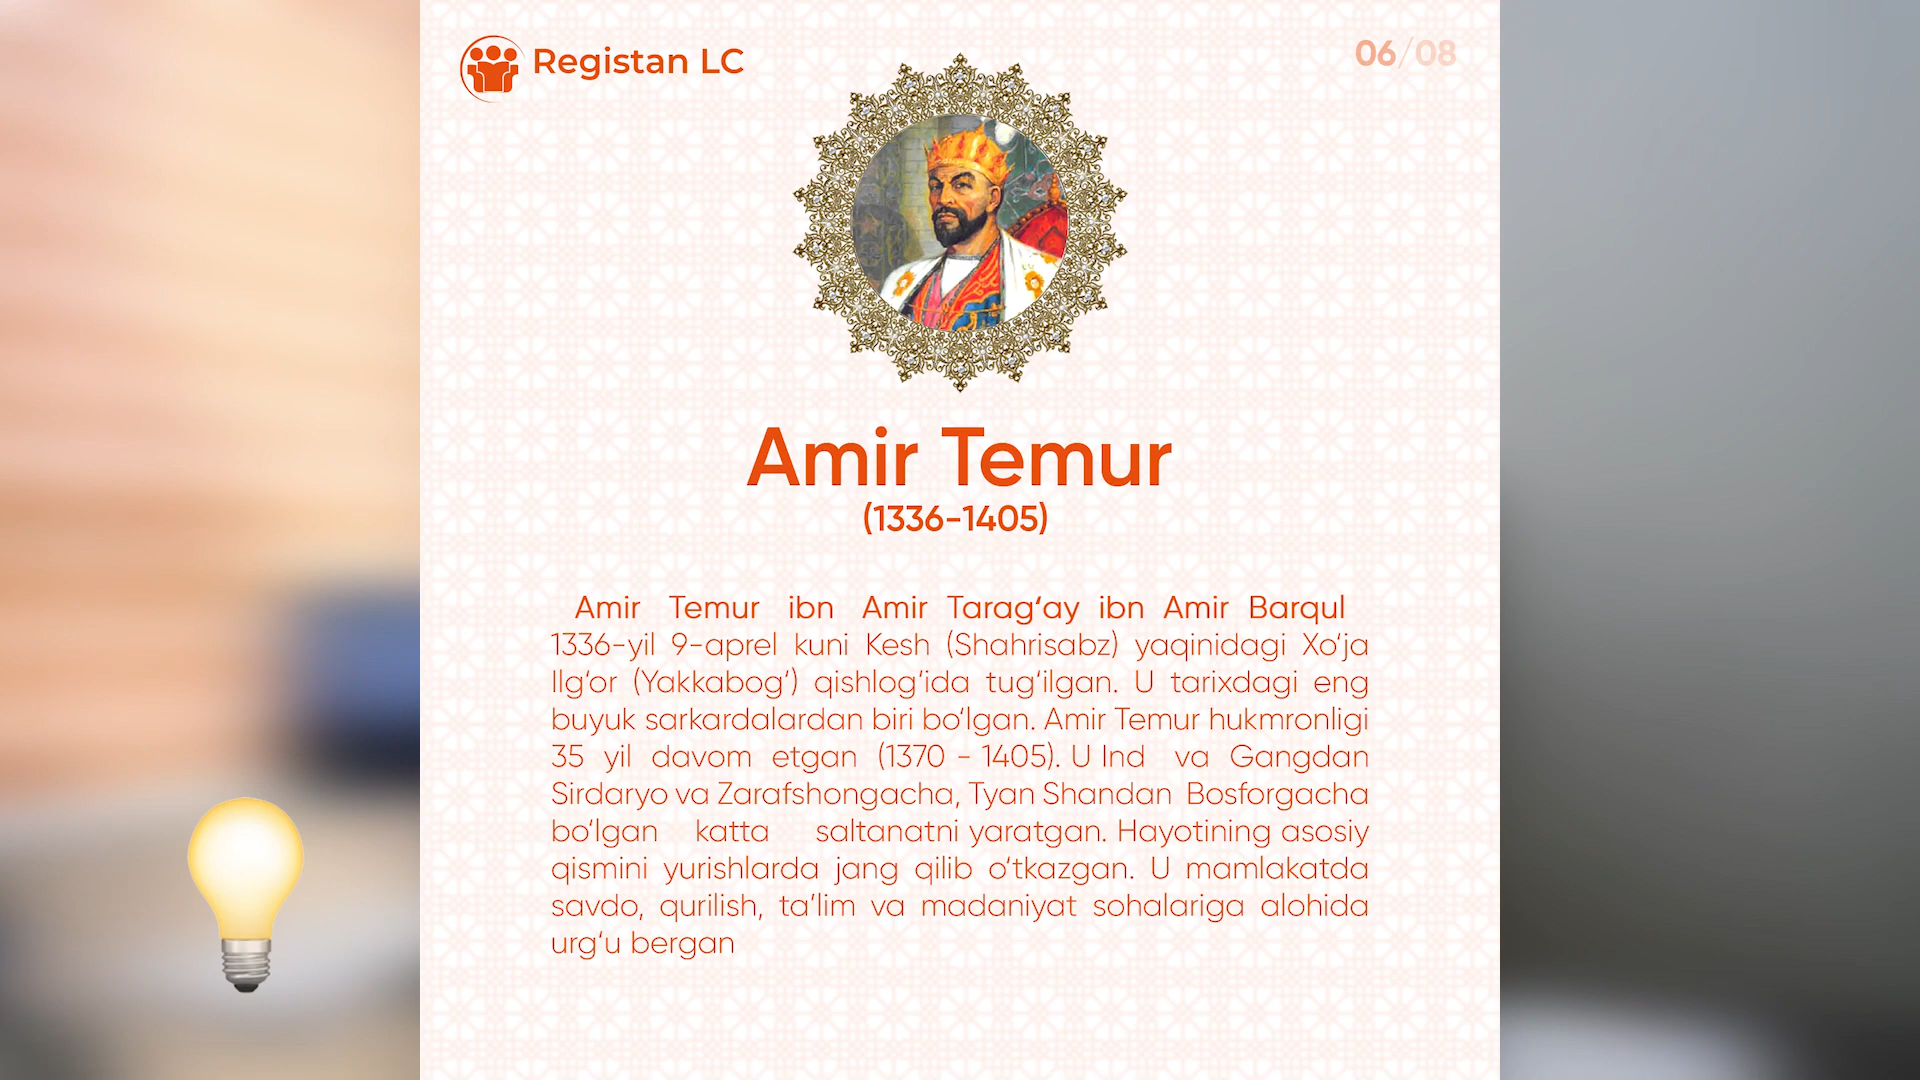 Registan LC
06/08
Amir Temur
(1336-1405)
Amir Temur ibn Amir Tarag‘ay ibn Amir Barqul
1336-yil 9-aprel kuni Kesh (Shahrisabz) yaqinidagi Xo‘ja
Ilg‘or (Yakkabog‘) qishlog‘ida tug‘ilgan. U tarixdagi eng
buyuk sarkardalardan biri bo‘lgan. Amir Temur hukmronligi
35 yil davom etgan (1370 - 1405). U Ind va Gangdan
Sirdaryo va Zarafshongacha, Tyan Shandan Bosforgacha
bo‘lgan katta saltanatni yaratgan. Hayotining asosiy
qismini yurishlarda jang qilib o‘tkazgan. U mamlakatda
savdo, qurilish, ta’lim va madaniyat sohalariga alohida
urg‘u bergan